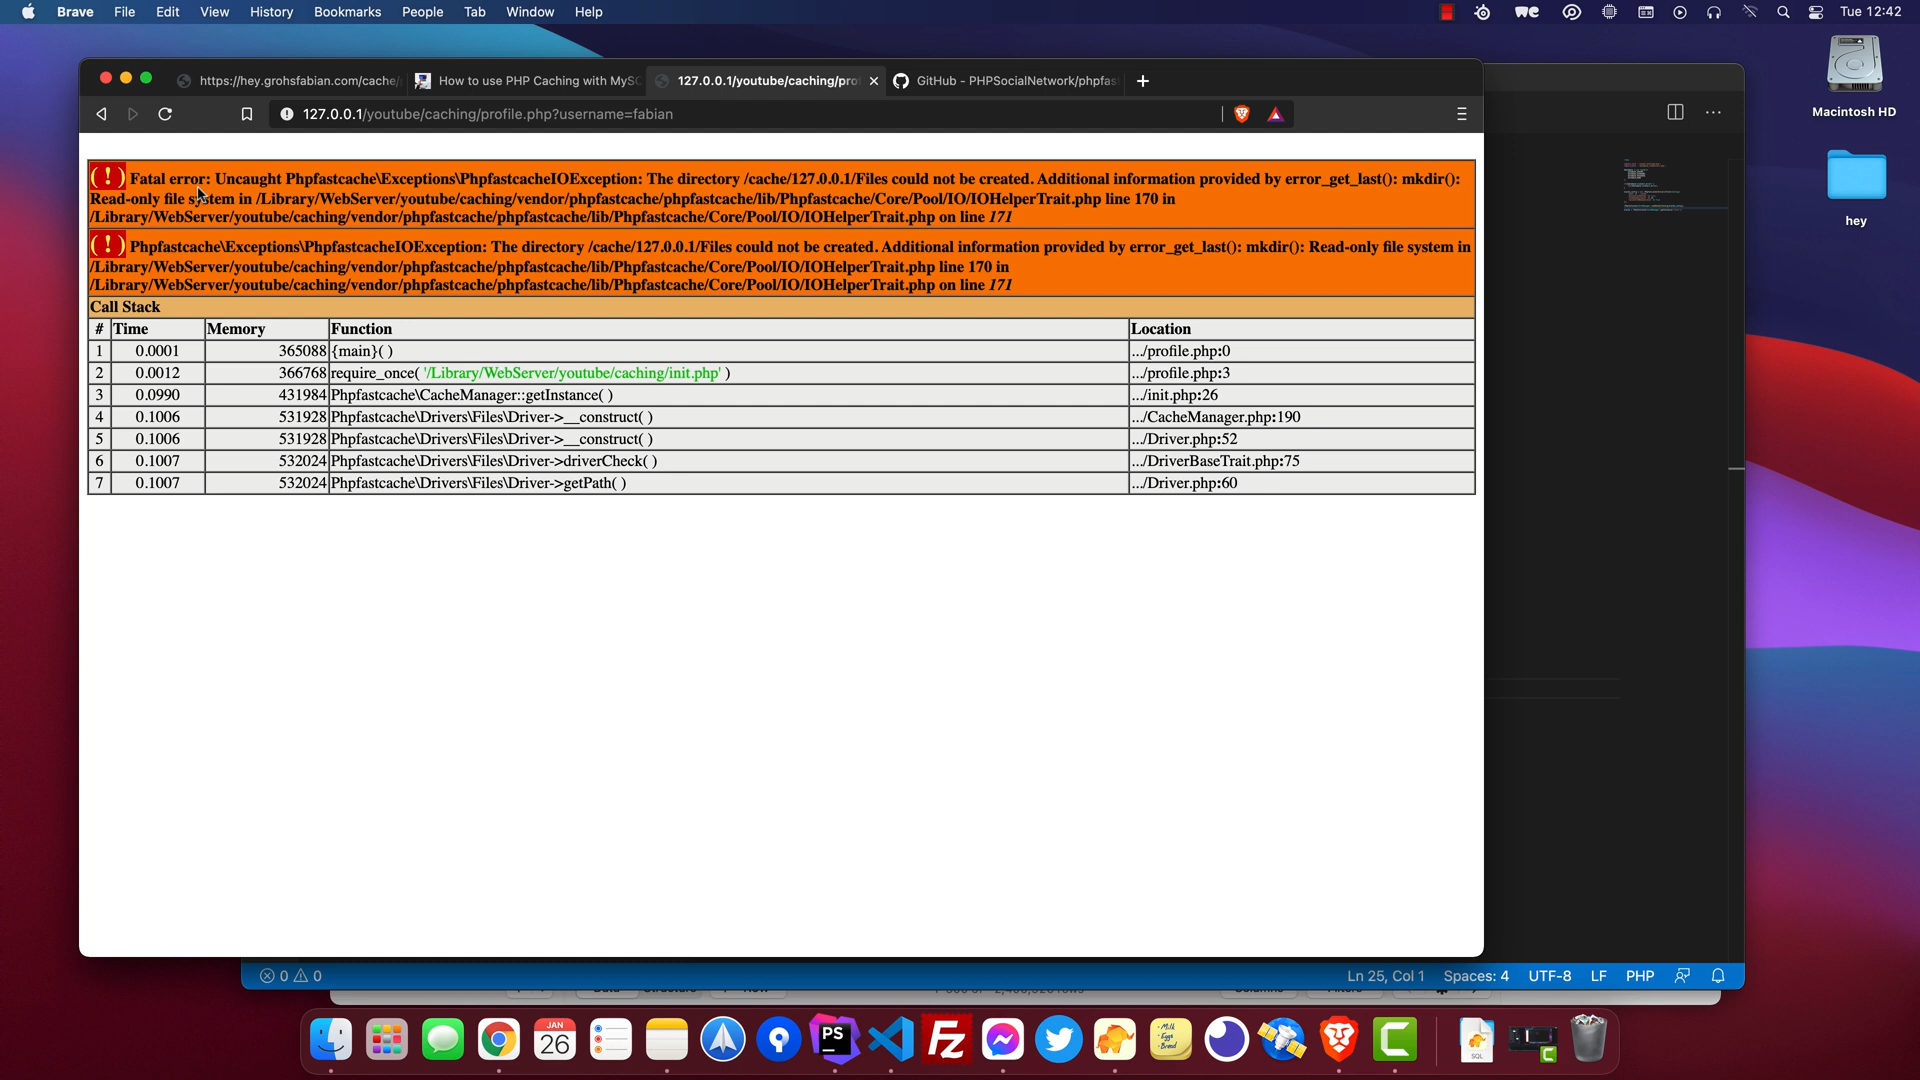 Brave File Edit View History Bookmarks People Tab Window Help Tue 12:42
Macintosh HD
hey
https://hey.grohsfabian.com/cache/ How to use PHP Caching with MySC 127.0.0.1/youtube/caching/pro GitHub - PHPSocialNetwork/phpfas
127.0.0.1/youtube/caching/profile.php?username=fabian
( ! ) Fatal error: Uncaught Phpfastcache\Exceptions\PhpfastcacheIOException: The directory /cache/127.0.0.1/Files could not be created. Additional information provided by error_get_last(): mkdir():
Read-only file system in /Library/WebServer/youtube/caching/vendor/phpfastcache/phpfastcache/lib/Phpfastcache/Core/Pool/IO/IOHelperTrait.php line 170 in
/Library/WebServer/youtube/caching/vendor/phpfastcache/phpfastcache/lib/Phpfastcache/Core/Pool/IO/IOHelperTrait.php on line 171
( ! ) Phpfastcache\Exceptions\PhpfastcacheIOException: The directory /cache/127.0.0.1/Files could not be created. Additional information provided by error_get_last(): mkdir(): Read-only file system in
/Library/WebServer/youtube/caching/vendor/phpfastcache/phpfastcache/lib/Phpfastcache/Core/Pool/IO/IOHelperTrait.php line 170 in
/Library/WebServer/youtube/caching/vendor/phpfastcache/phpfastcache/lib/Phpfastcache/Core/Pool/IO/IOHelperTrait.php on line 171
Call Stack
# Time Memory Function Location
1 0.0001 365088 {main}( ) .../profile.php:0
2 0.0012 366768 require_once( '/Library/WebServer/youtube/caching/init.php' ) .../profile.php:3
3 0.0990 431984 Phpfastcache\CacheManager::getInstance( ) .../init.php:26
4 0.1006 531928 Phpfastcache\Drivers\Files\Driver->__construct( ) .../CacheManager.php:190
5 0.1006 531928 Phpfastcache\Drivers\Files\Driver->__construct( ) .../Driver.php:52
6 0.1007 532024 Phpfastcache\Drivers\Files\Driver->driverCheck( ) .../DriverBaseTrait.php:75
7 0.1007 532024 Phpfastcache\Drivers\Files\Driver->getPath( ) .../Driver.php:60
0 0 Ln 25, Col 1 Spaces: 4 UTF-8 LF PHP
JAN
26
PS
Fz
SQL